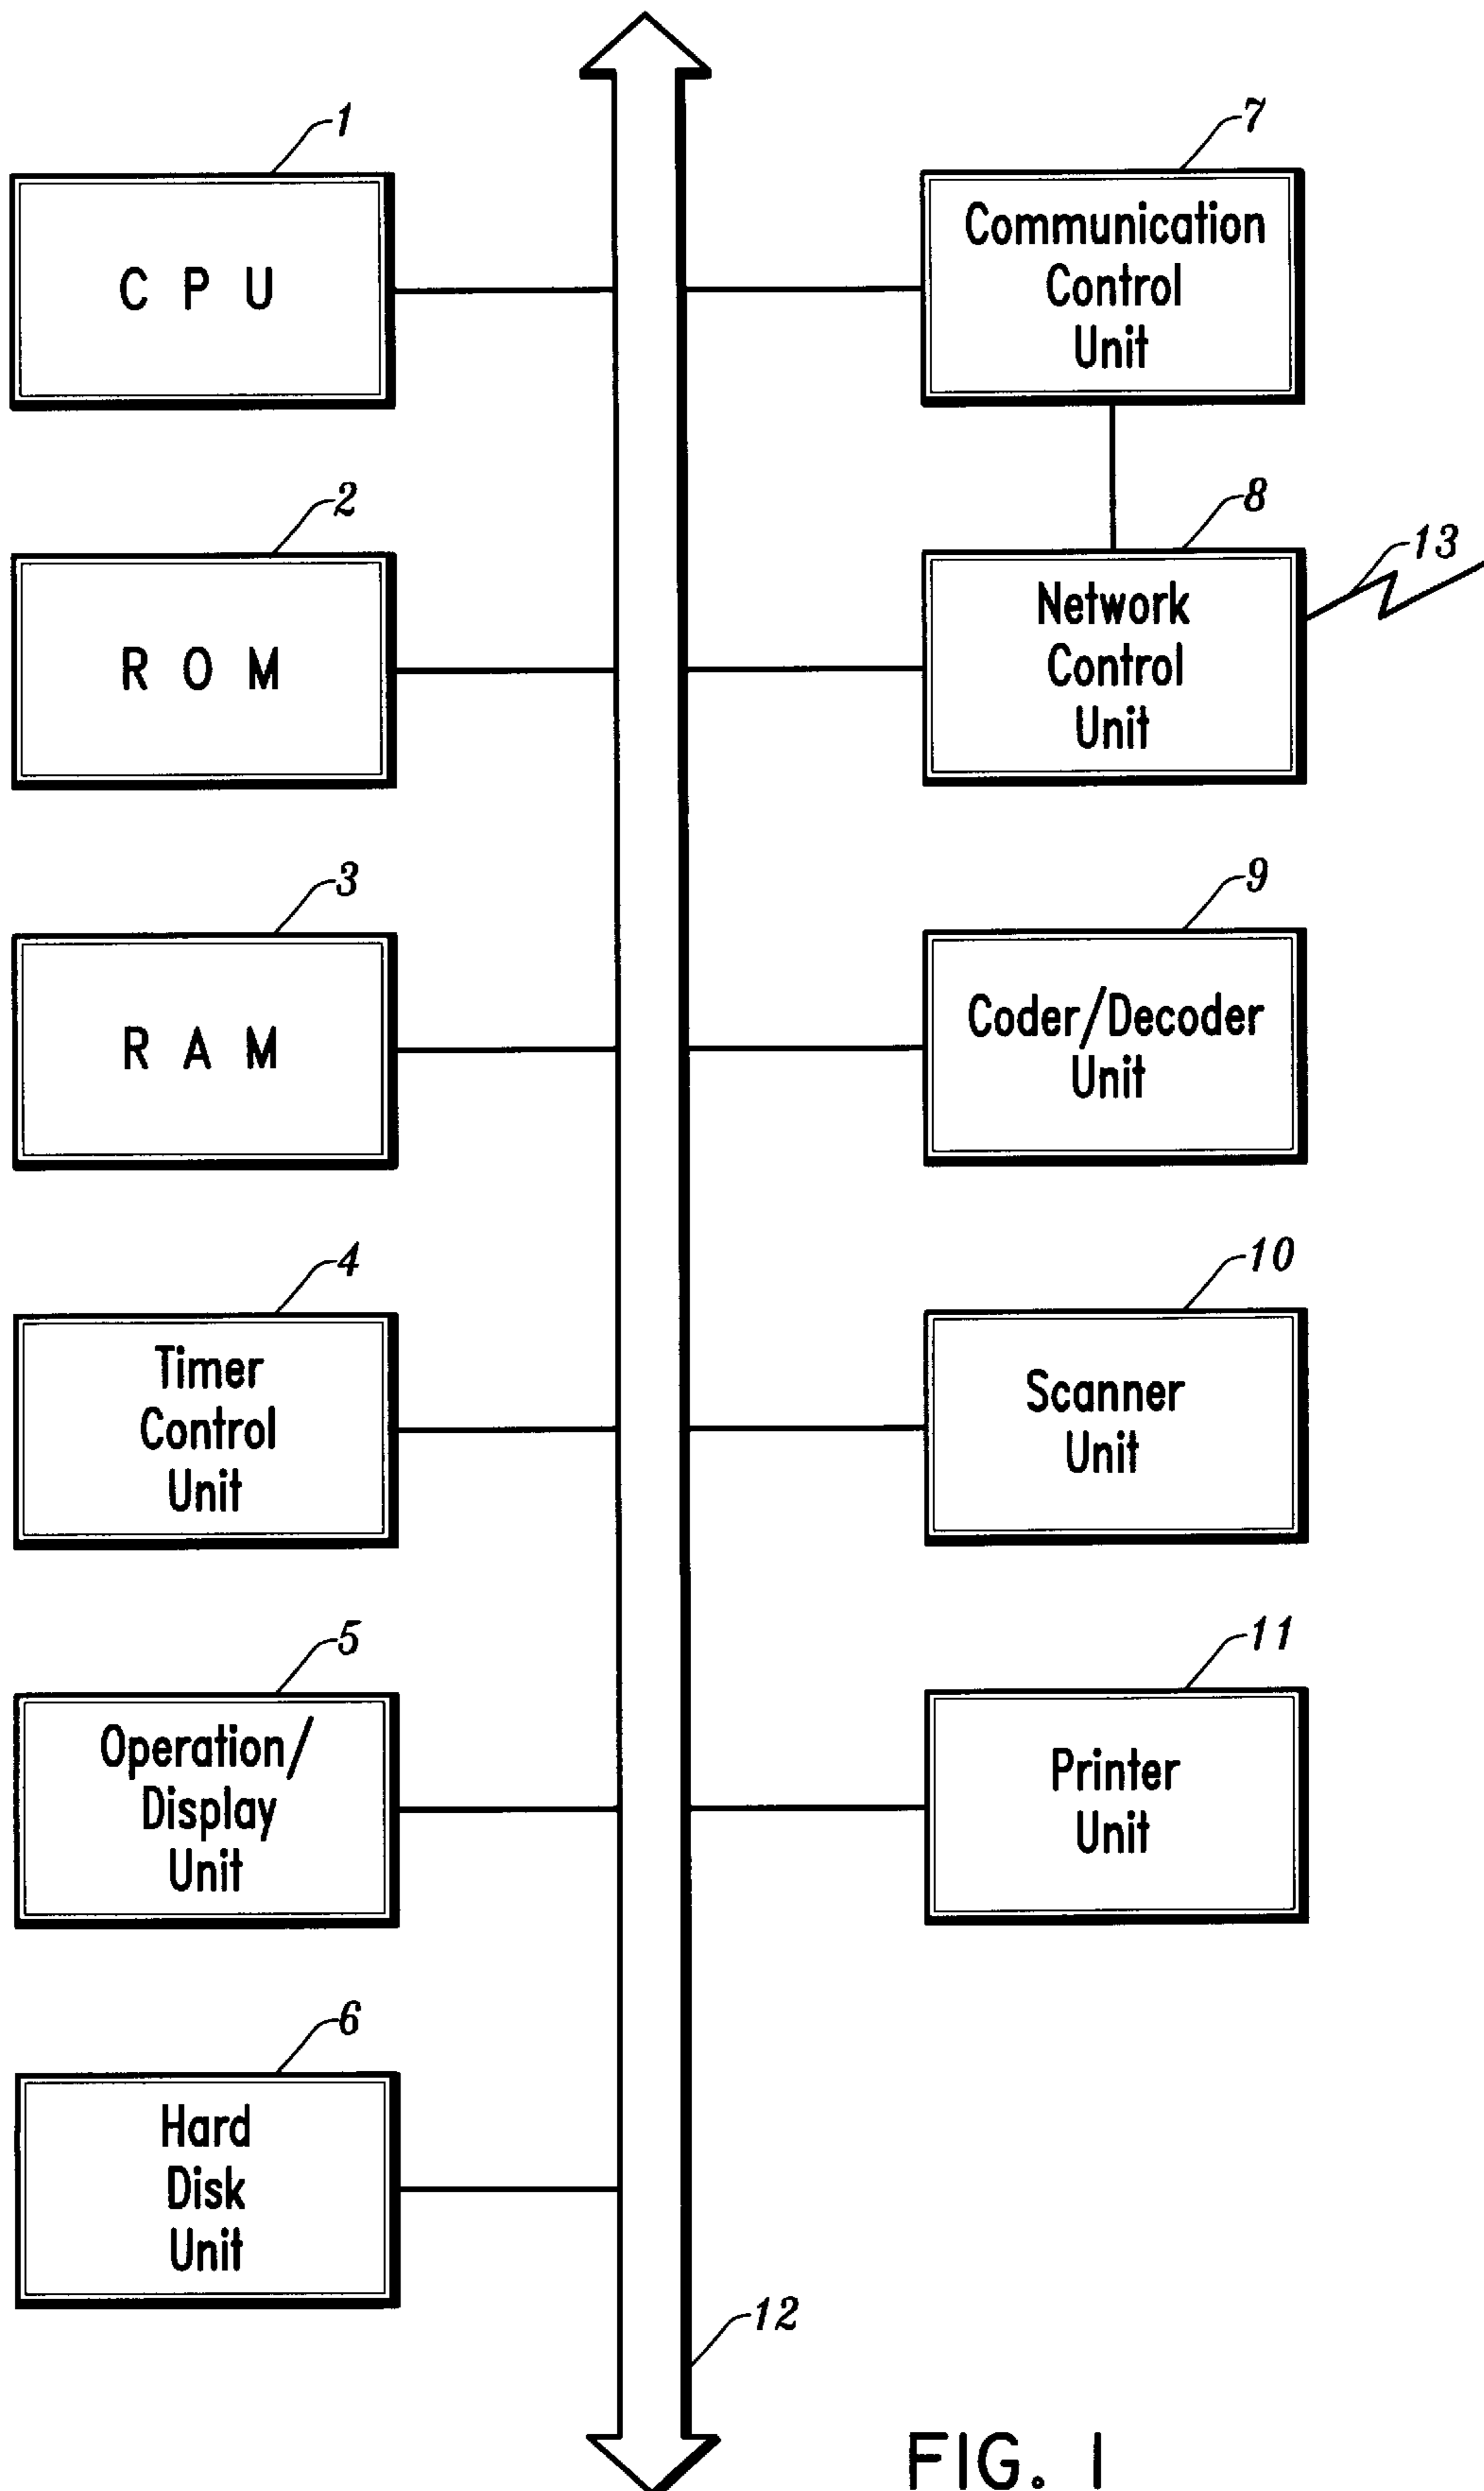 1
C P U
2
R O M
3
R A M
4
Timer
Control
Unit
5
Operation/
Display
Unit
6
Hard
Disk
Unit
7
Communication
Control
Unit
8
Network
Control
Unit
13
9
Coder/Decoder
Unit
10
Scanner
Unit
11
Printer
Unit
12
FIG. 1